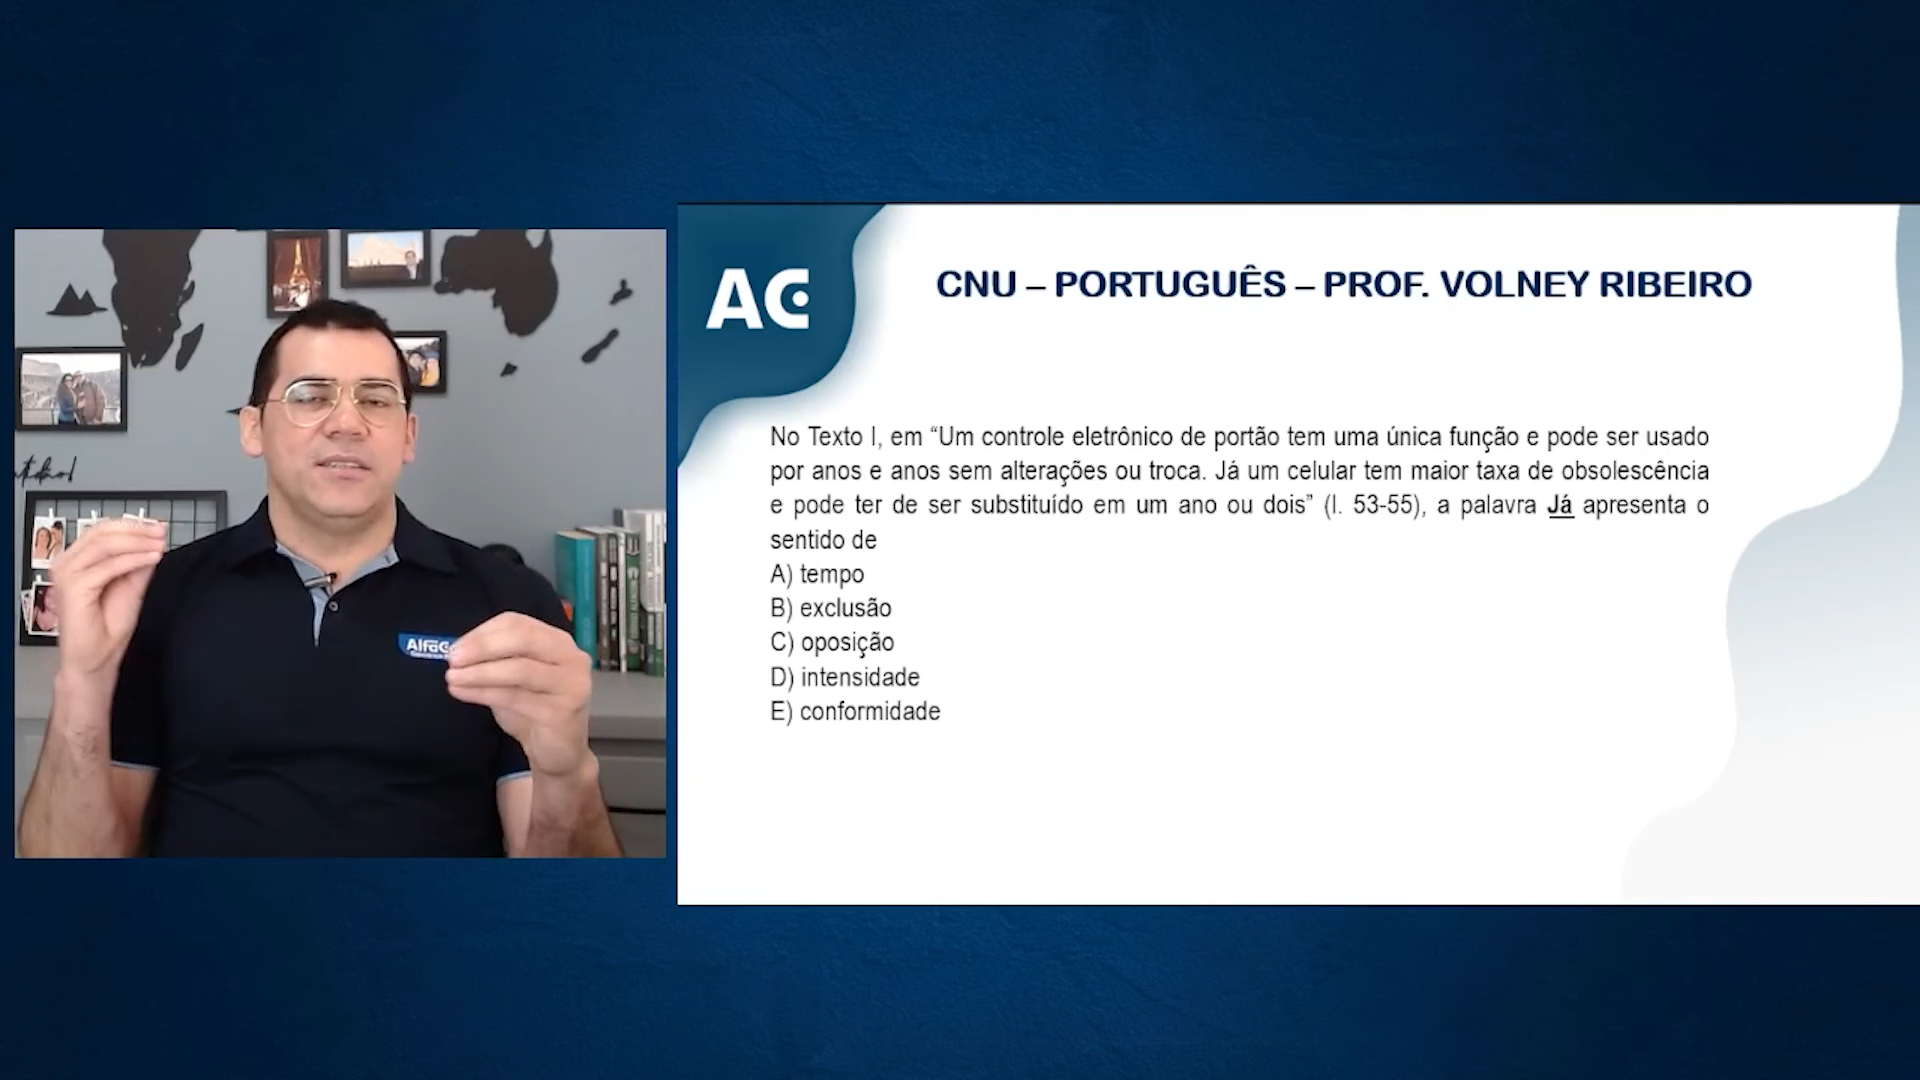 AC
CNU – PORTUGUÊS – PROF. VOLNEY RIBEIRO
No Texto I, em “Um controle eletrônico de portão tem uma única função e pode ser usado
por anos e anos sem alterações ou troca. Já um celular tem maior taxa de obsolescência
e pode ter de ser substituído em um ano ou dois” (l. 53-55), a palavra Já apresenta o
sentido de
A) tempo
B) exclusão
C) oposição
D) intensidade
E) conformidade